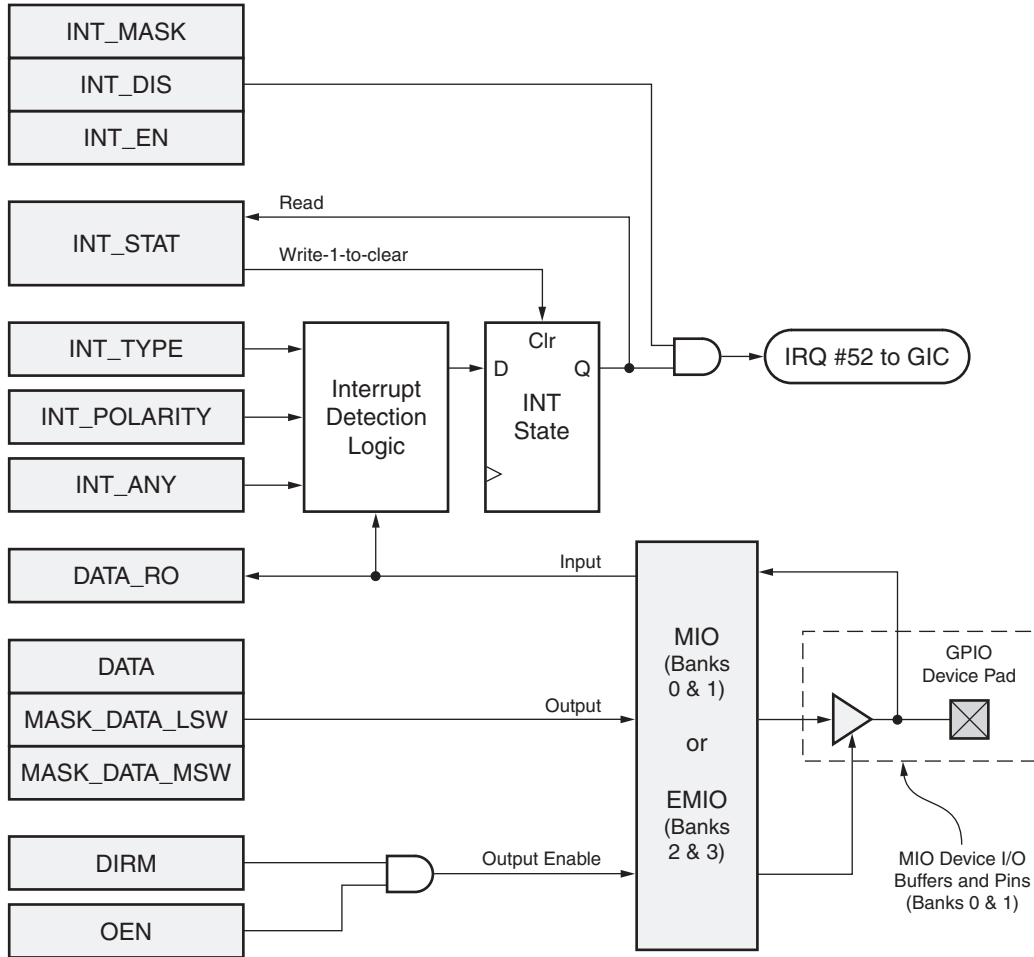 INT_MASK
INT_DIS
INT_EN
Read
INT_STAT
Write-1-to-clear
INT_TYPE
INT_POLARITY
INT_ANY
Interrupt
Detection
Logic
Clr
D
Q
INT
State
IRQ #52 to GIC
DATA_RO
Input
DATA
MASK_DATA_LSW
MASK_DATA_MSW
Output
MIO
(Banks
0 & 1)
or
EMIO
(Banks
2 & 3)
GPIO
Device Pad
DIRM
OEN
Output Enable
MIO Device I/O
Buffers and Pins
(Banks 0 & 1)